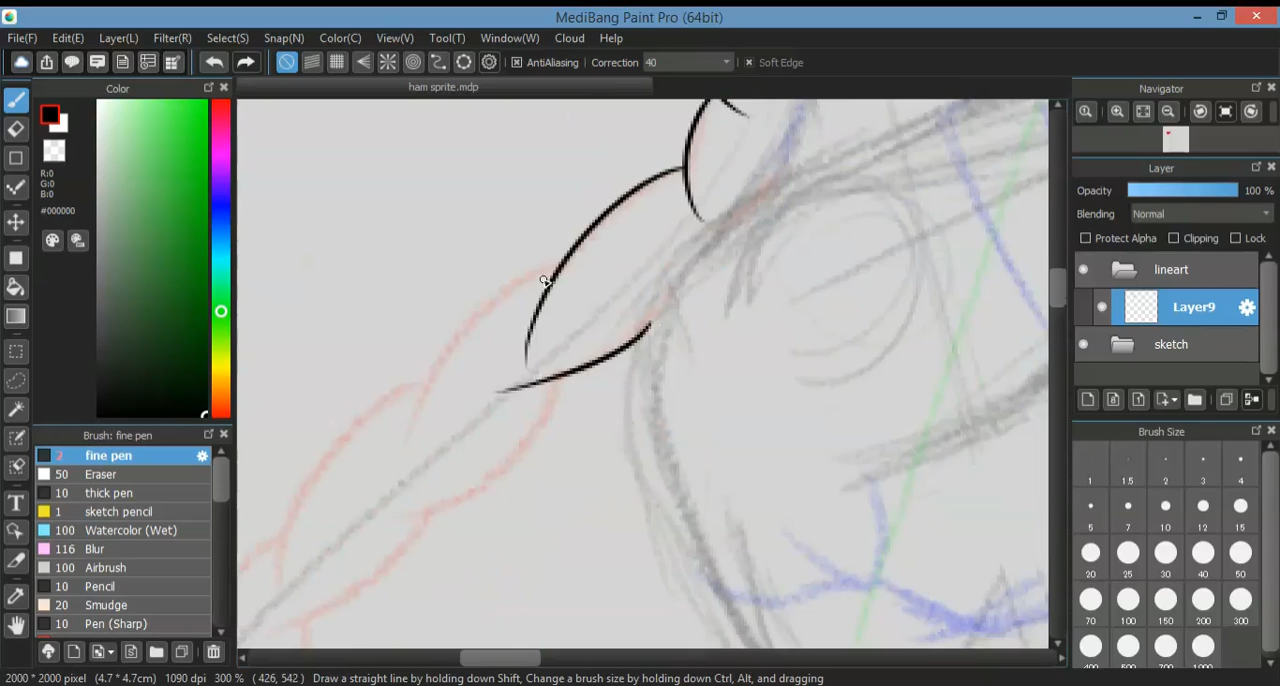 MediBang Paint Pro (64bit)
File(F) Edit(E) Layer(L) Filter(R) Select(S) Snap(N) Color(C) View(V) Tool(T) Window(W) Cloud Help
AntiAliasing Correction 40 Soft Edge
Color
ham sprite.mdp
Navigator
R:0
G:0
B:0
#000000
Layer
Opacity 100 %
Blending Normal
Protect Alpha Clipping Lock
lineart
Layer9
sketch
Brush: fine pen
2 fine pen
50 Eraser
10 thick pen
1 sketch pencil
100 Watercolor (Wet)
116 Blur
100 Airbrush
10 Pencil
20 Smudge
10 Pen (Sharp)
Brush Size
1 1.5 2 3 4
5 7 10 12 15
20 25 30 40 50
70 100 150 200 300
400 500 700 1000
2000 * 2000 pixel (4.7 * 4.7cm) 1090 dpi 300 % ( 426, 542 ) Draw a straight line by holding down Shift, Change a brush size by holding down Ctrl, Alt, and dragging